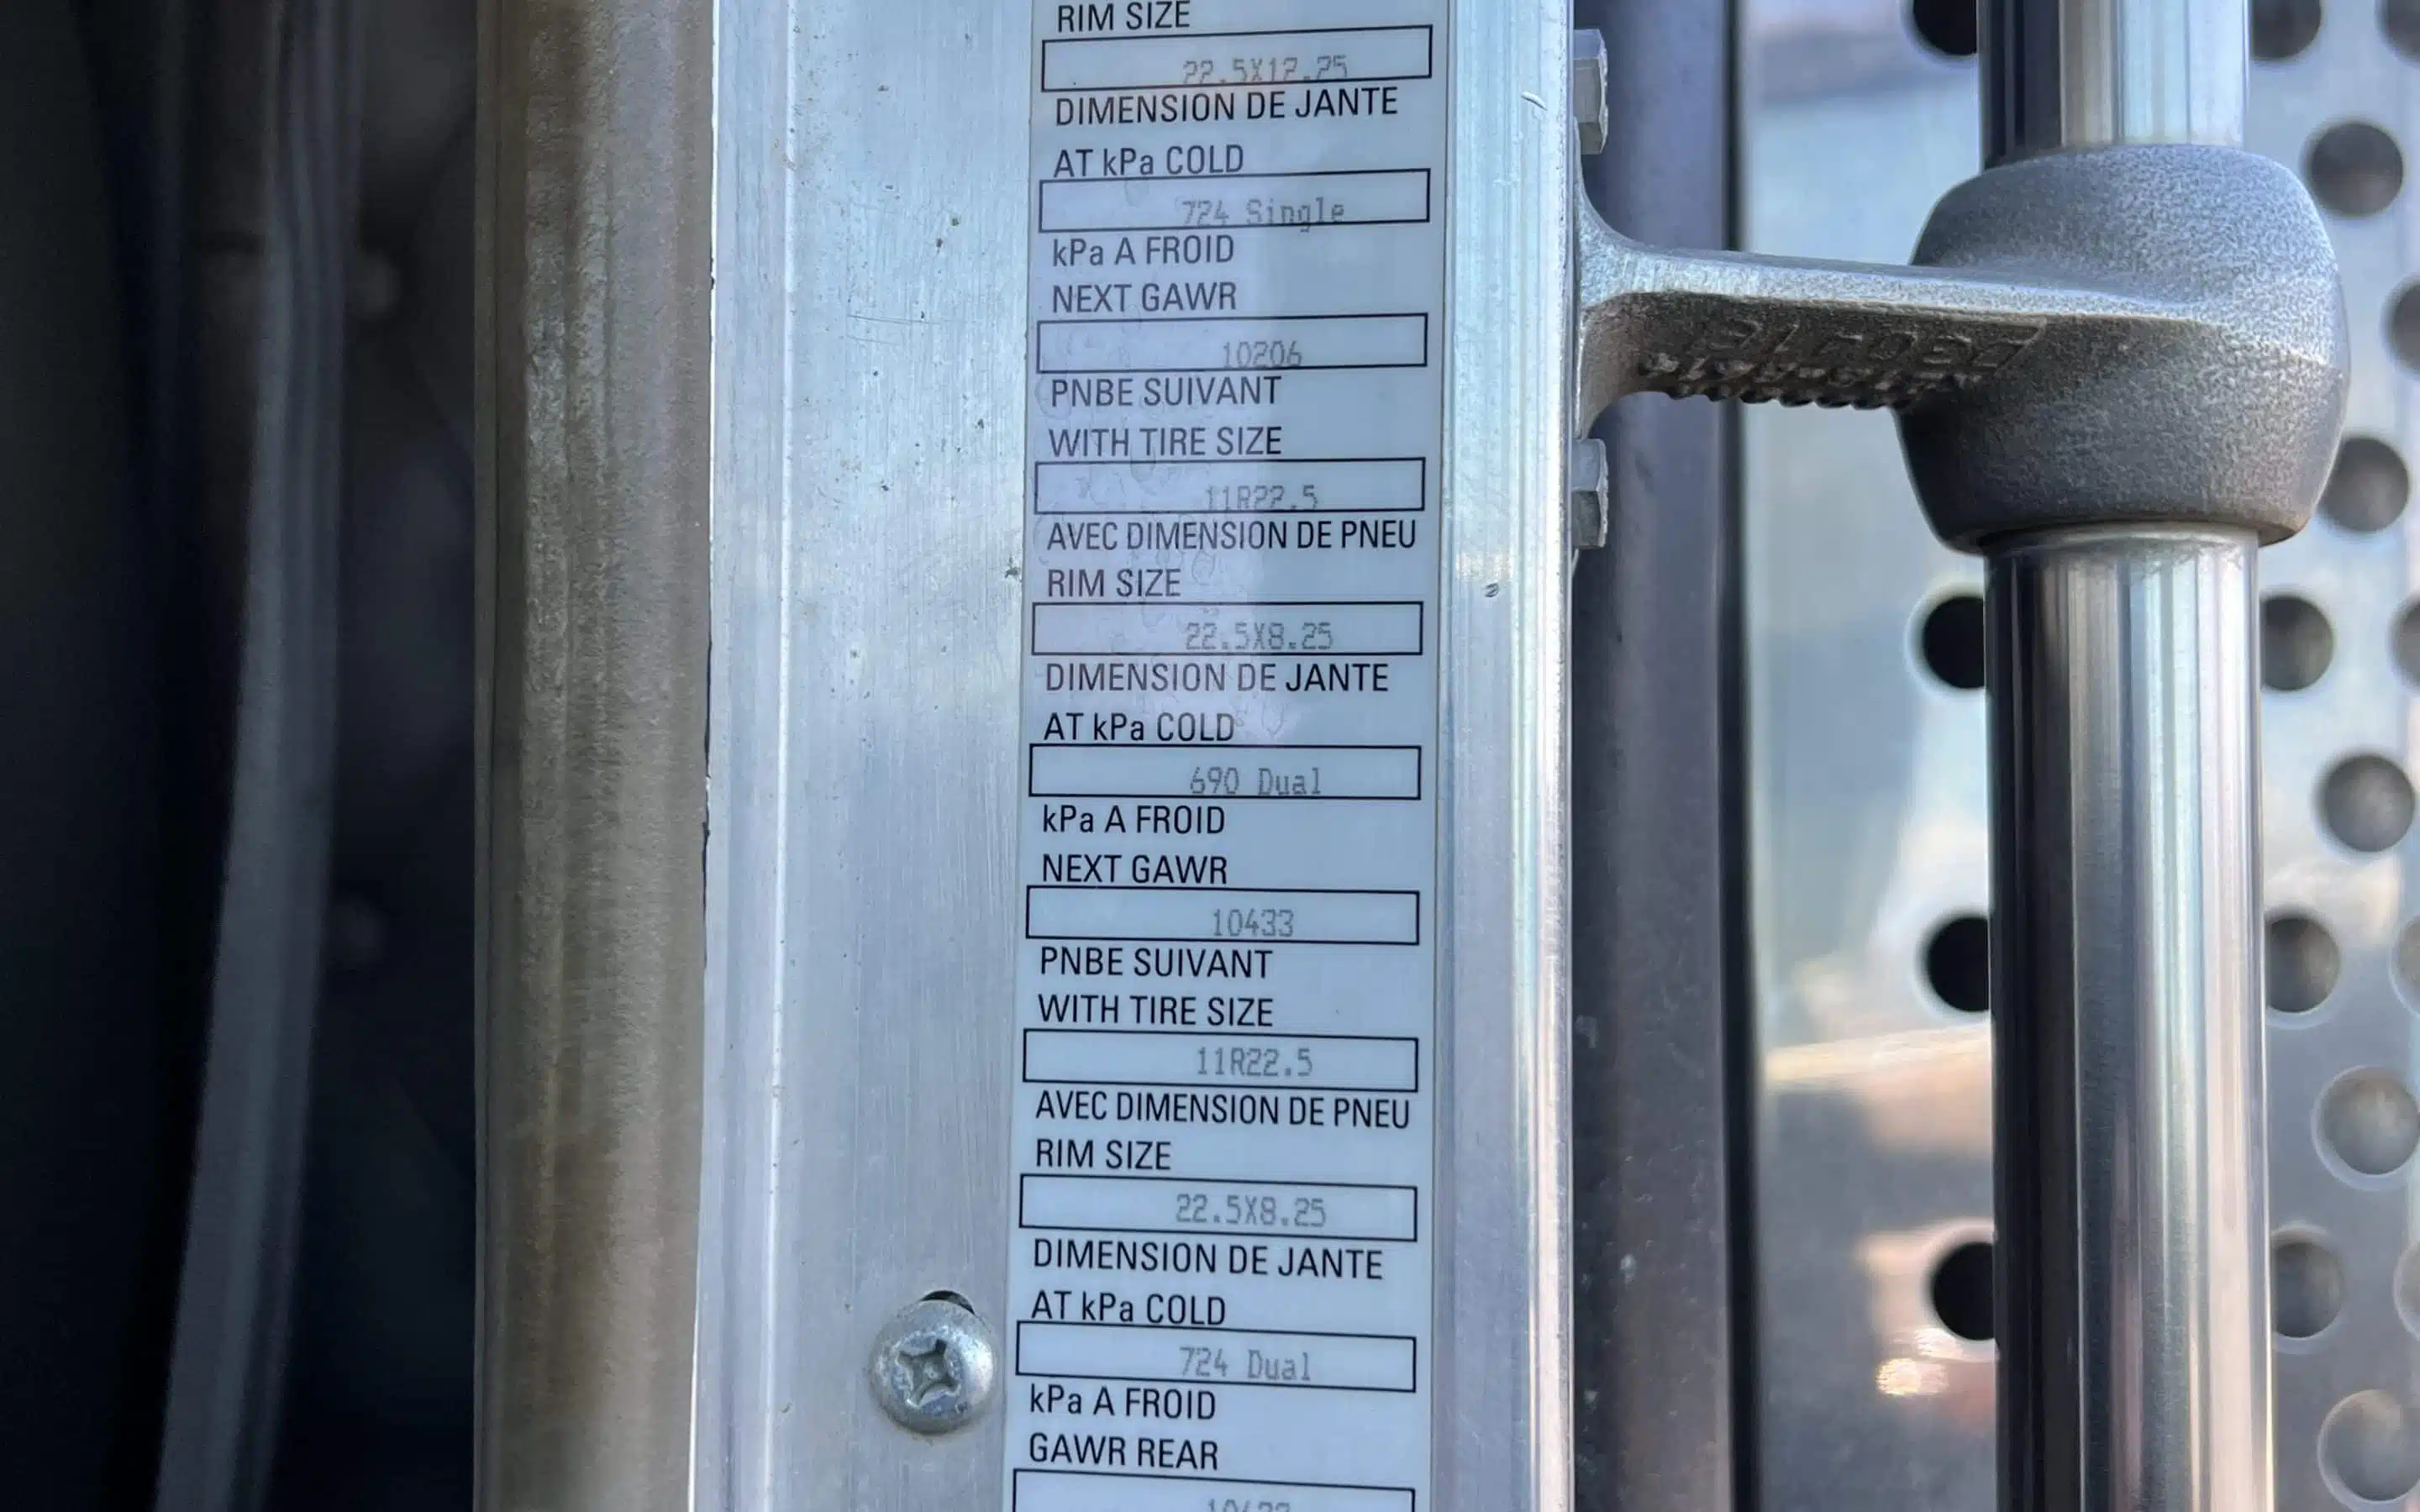 RIM SIZE
22.5X12.25
DIMENSION DE JANTE
AT kPa COLD
724 Single
kPa A FROID
NEXT GAWR
10206
PNBE SUIVANT
WITH TIRE SIZE
11R22.5
AVEC DIMENSION DE PNEU
RIM SIZE
22.5X8.25
DIMENSION DE JANTE
AT kPa COLD
690 Dual
kPa A FROID
NEXT GAWR
10433
PNBE SUIVANT
WITH TIRE SIZE
11R22.5
AVEC DIMENSION DE PNEU
RIM SIZE
22.5X8.25
DIMENSION DE JANTE
AT kPa COLD
724 Dual
kPa A FROID
GAWR REAR